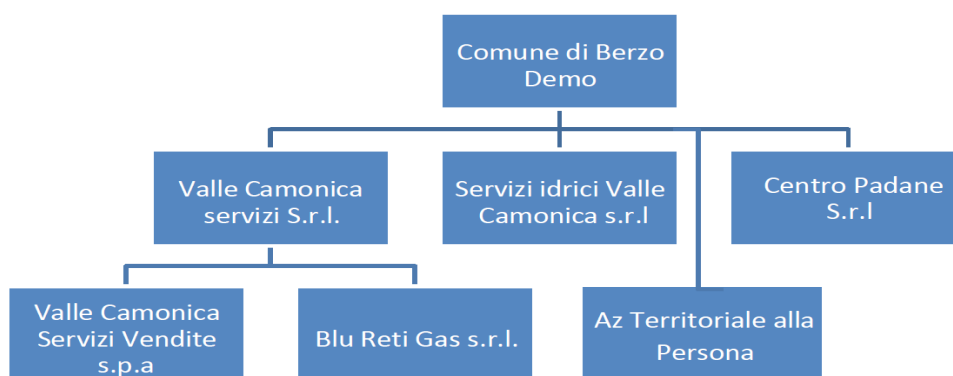 Comune di Berzo
Demo
Valle Camonica
servizi S.r.l.
Servizi idrici Valle
Camonica s.r.l
Centro Padane
S.r.l
Valle Camonica
Servizi Vendite
s.p.a
Blu Reti Gas s.r.l.
Az Territoriale alla
Persona